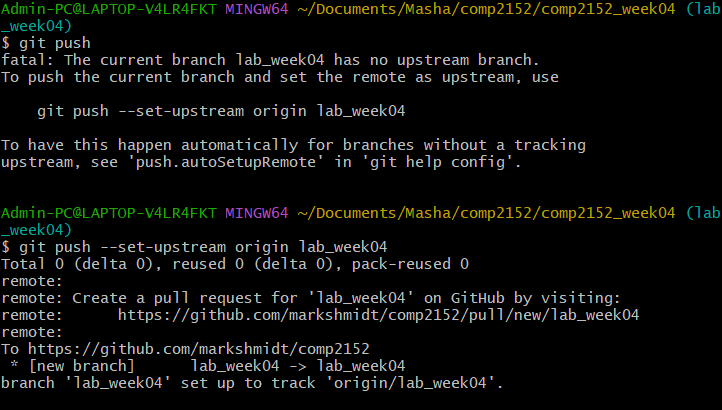 Admin-PC@LAPTOP-V4LR4FKT MINGW64 ~/Documents/Masha/comp2152/comp2152_week04 (lab
_week04)
$ git push
fatal: The current branch lab_week04 has no upstream branch.
To push the current branch and set the remote as upstream, use

    git push --set-upstream origin lab_week04

To have this happen automatically for branches without a tracking
upstream, see 'push.autoSetupRemote' in 'git help config'.


Admin-PC@LAPTOP-V4LR4FKT MINGW64 ~/Documents/Masha/comp2152/comp2152_week04 (lab
_week04)
$ git push --set-upstream origin lab_week04
Total 0 (delta 0), reused 0 (delta 0), pack-reused 0
remote:
remote: Create a pull request for 'lab_week04' on GitHub by visiting:
remote:      https://github.com/markshmidt/comp2152/pull/new/lab_week04
remote:
To https://github.com/markshmidt/comp2152
 * [new branch]      lab_week04 -> lab_week04
branch 'lab_week04' set up to track 'origin/lab_week04'.